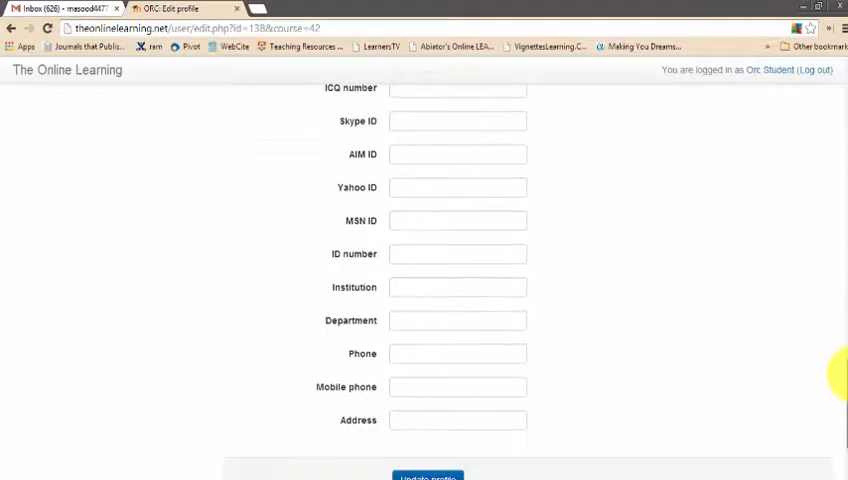 Inbox (626) - masood447
ORC: Edit profile
theonlinelearning.net/user/edit.php?id=138&course=42
Apps
Journals that Publi...
ram
Pivot
WebCite
Teaching Resources ...
LearnersTV
Abiator's Online LEA...
VignettesLearning.C...
Making You Dreams...
»
Other bookmark
The Online Learning
You are logged in as Orc Student (Log out)
ICQ number
Skype ID
AIM ID
Yahoo ID
MSN ID
ID number
Institution
Department
Phone
Mobile phone
Address
Update profile